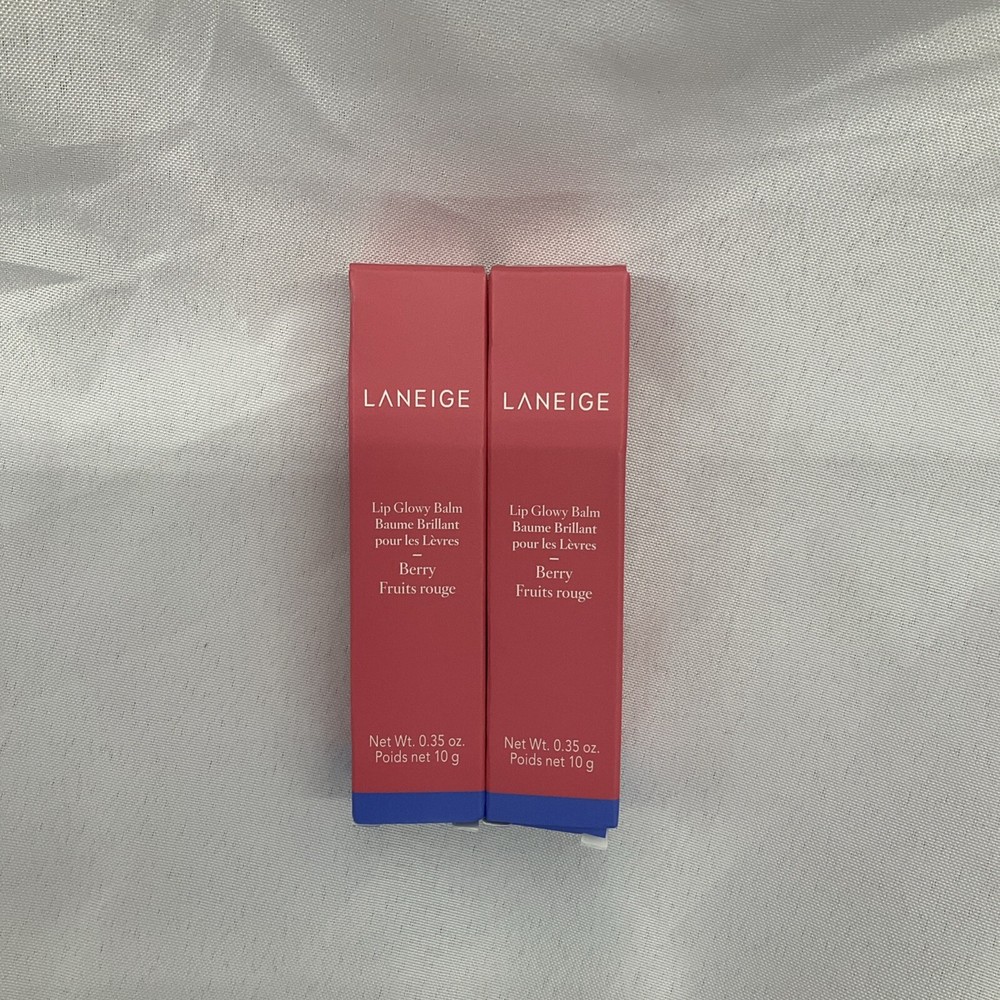 LANEIGE
Lip Glowy Balm
Baume Brillant
pour les Lèvres
Berry
Fruits rouge
Net Wt. 0.35 oz.
Poids net 10 g
LANEIGE
Lip Glowy Balm
Baume Brillant
pour les Lèvres
Berry
Fruits rouge
Net Wt. 0.35 oz.
Poids net 10 g